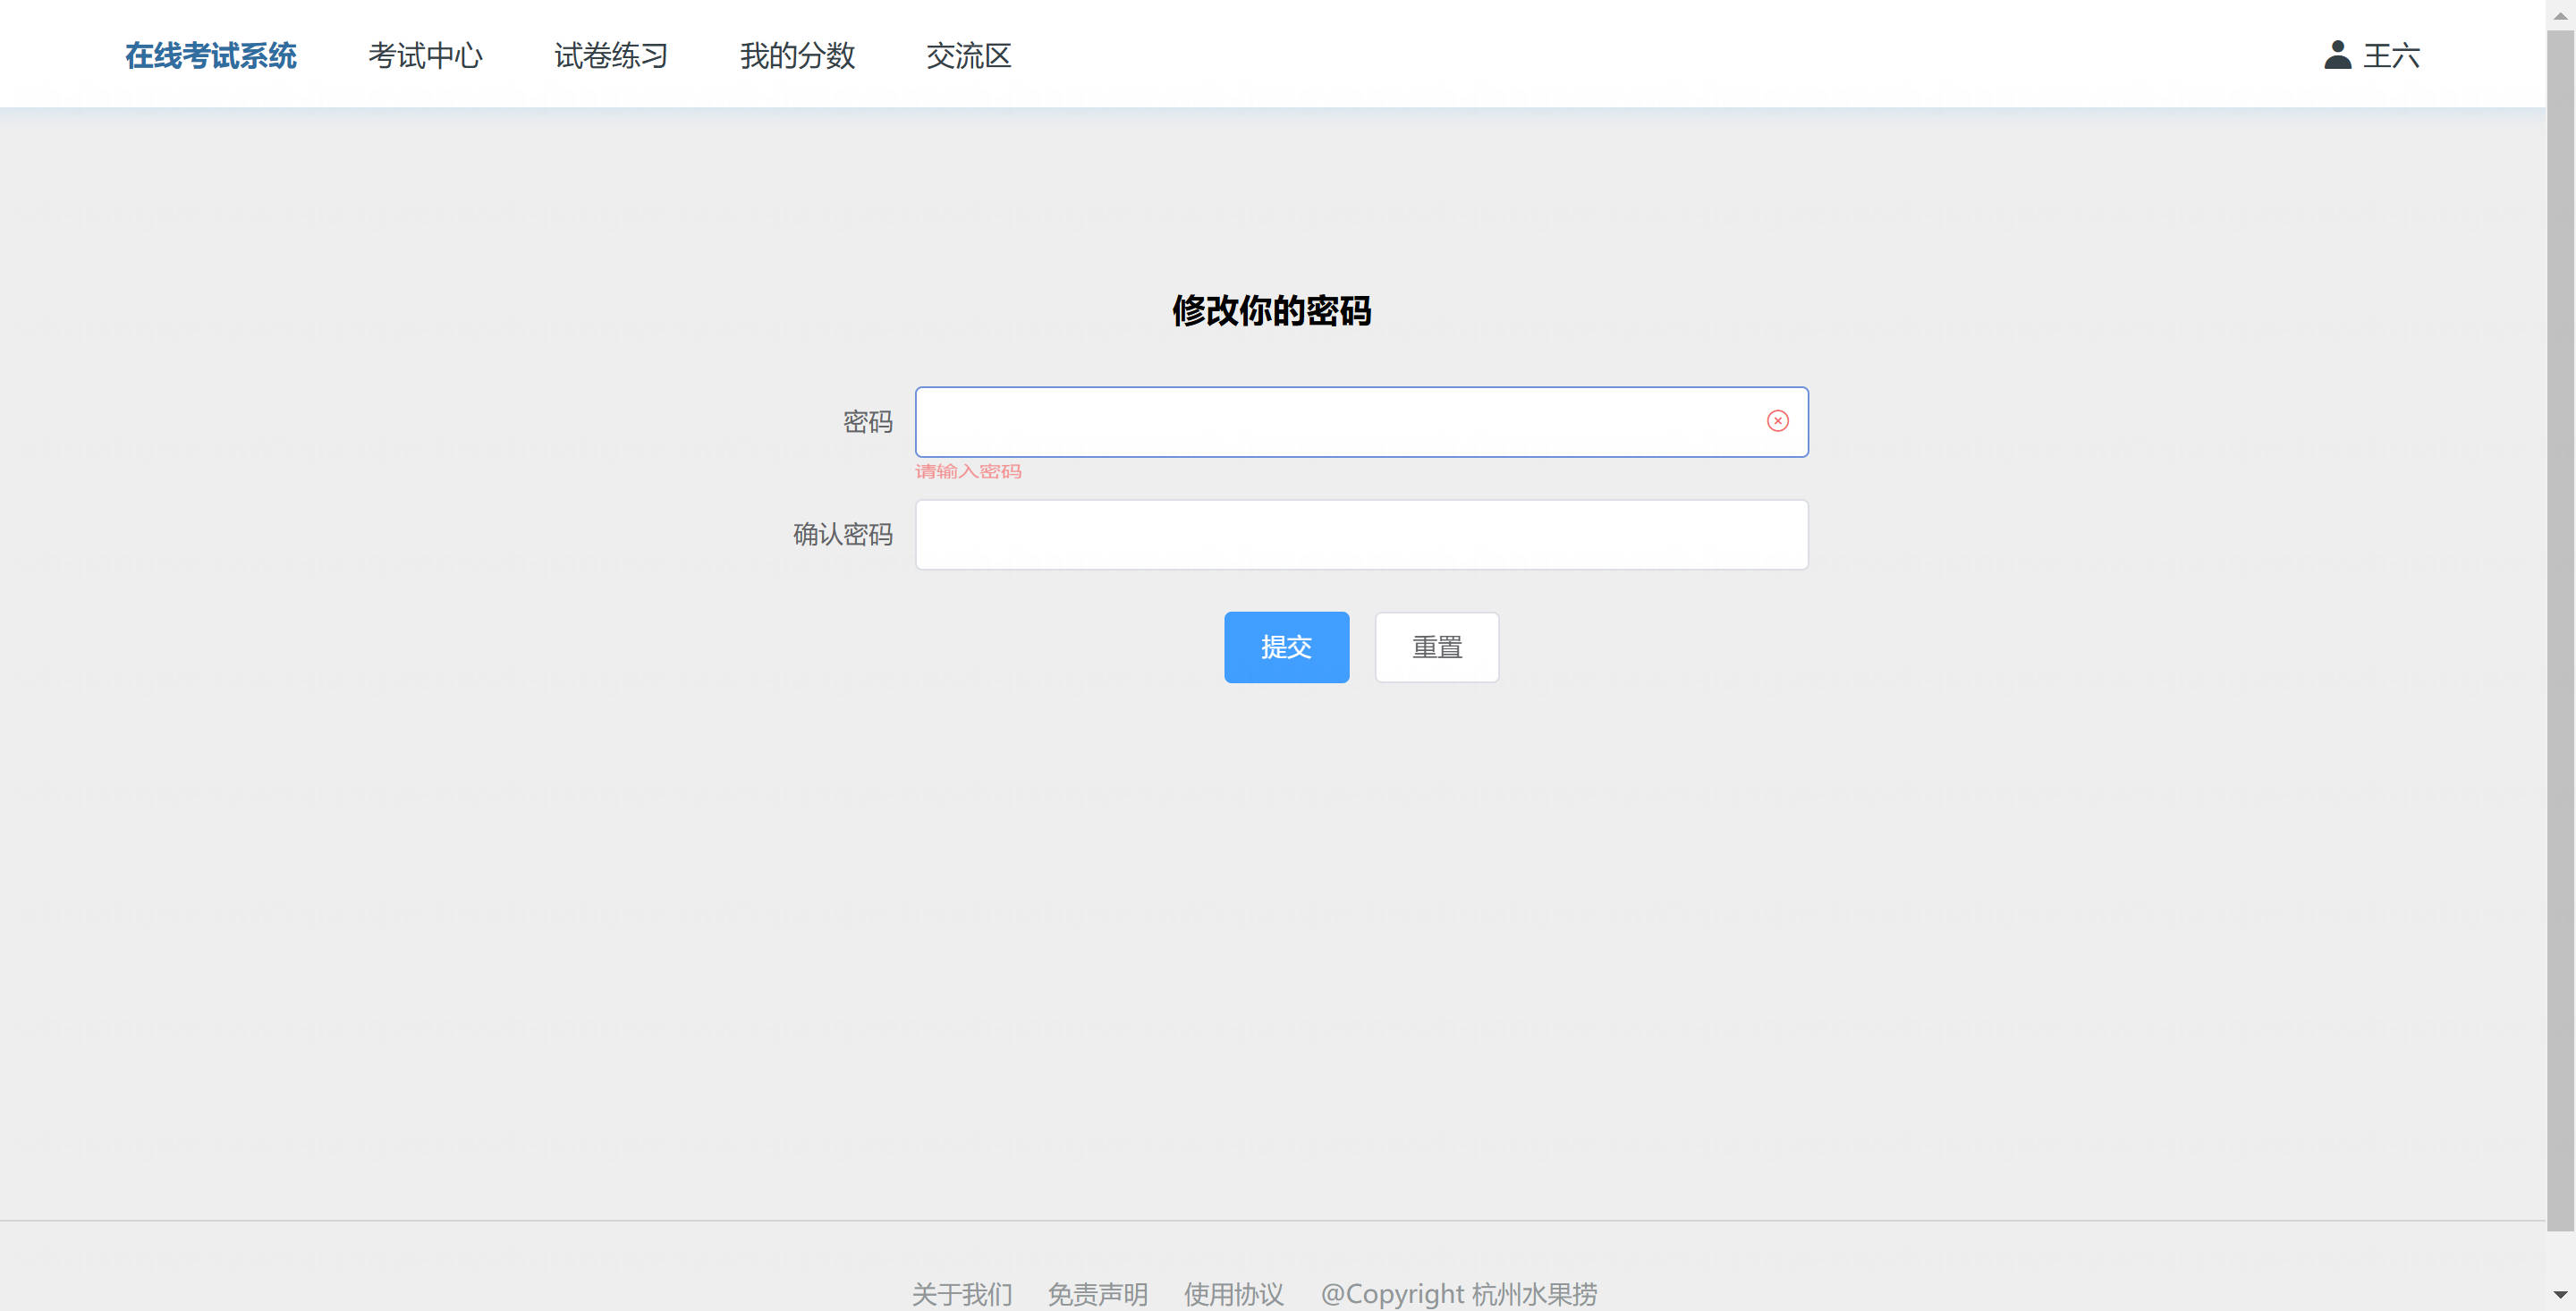 在线考试系统 考试中心 试卷练习 我的分数 交流区 王六
修改你的密码
密码
请输入密码
确认密码
提交 重置
关于我们 免责声明 使用协议 @Copyright 杭州水果捞